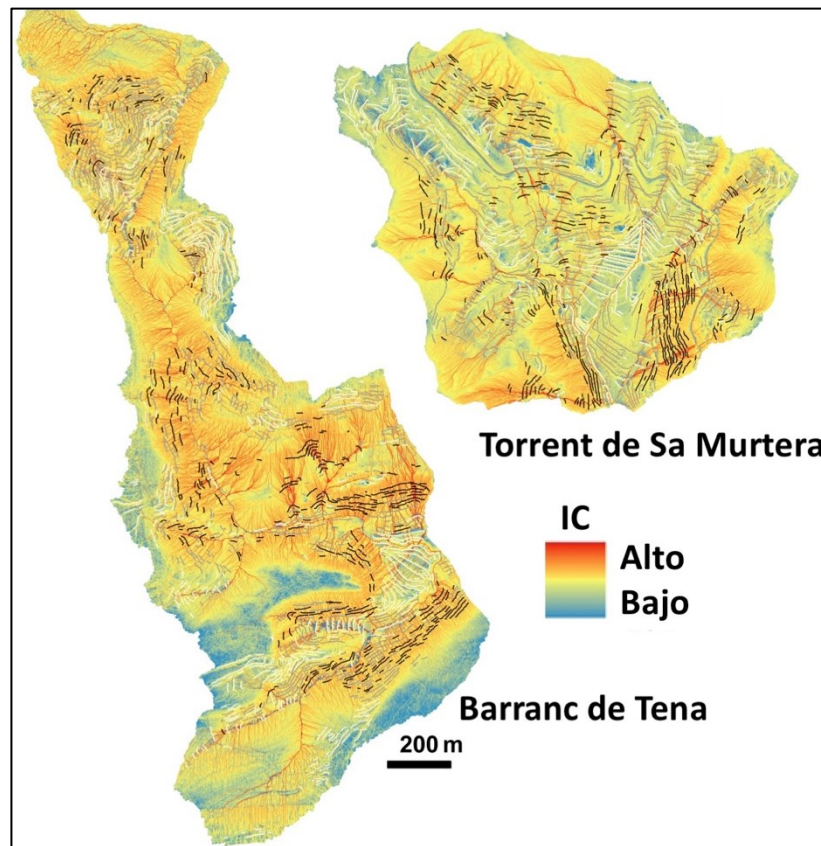 Torrent de Sa Murtera
IC
Alto
Bajo
Barranc de Tena
200 m